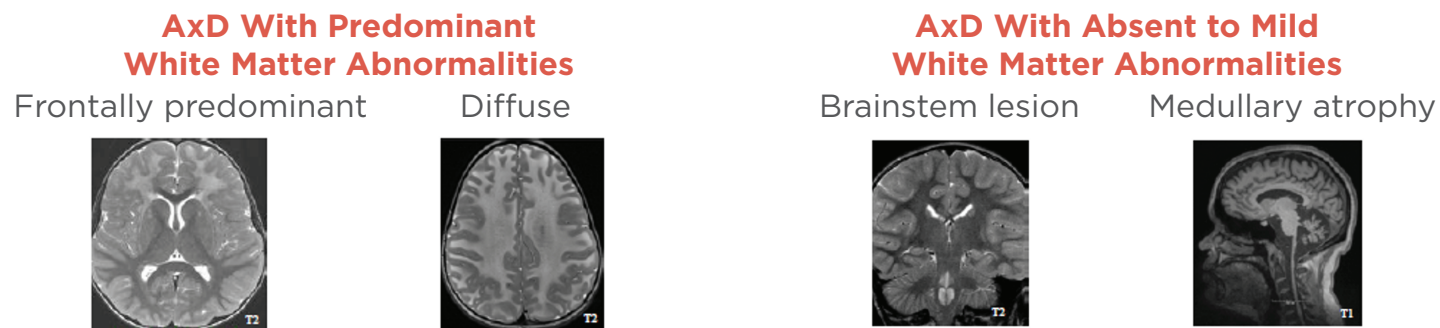 AxD With Predominant
White Matter Abnormalities
Frontally predominant
Diffuse
T2
T2
AxD With Absent to Mild
White Matter Abnormalities
Brainstem lesion
Medullary atrophy
T2
T1